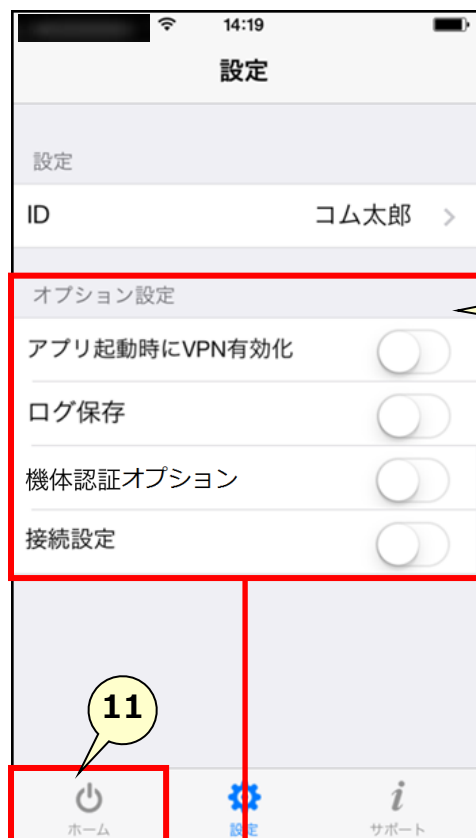 14:19
設定
設定
ID コム太郎
オプション設定
アプリ起動時にVPN有効化
ログ保存
機体認証オプション
接続設定
11
ホーム 設定 サポート